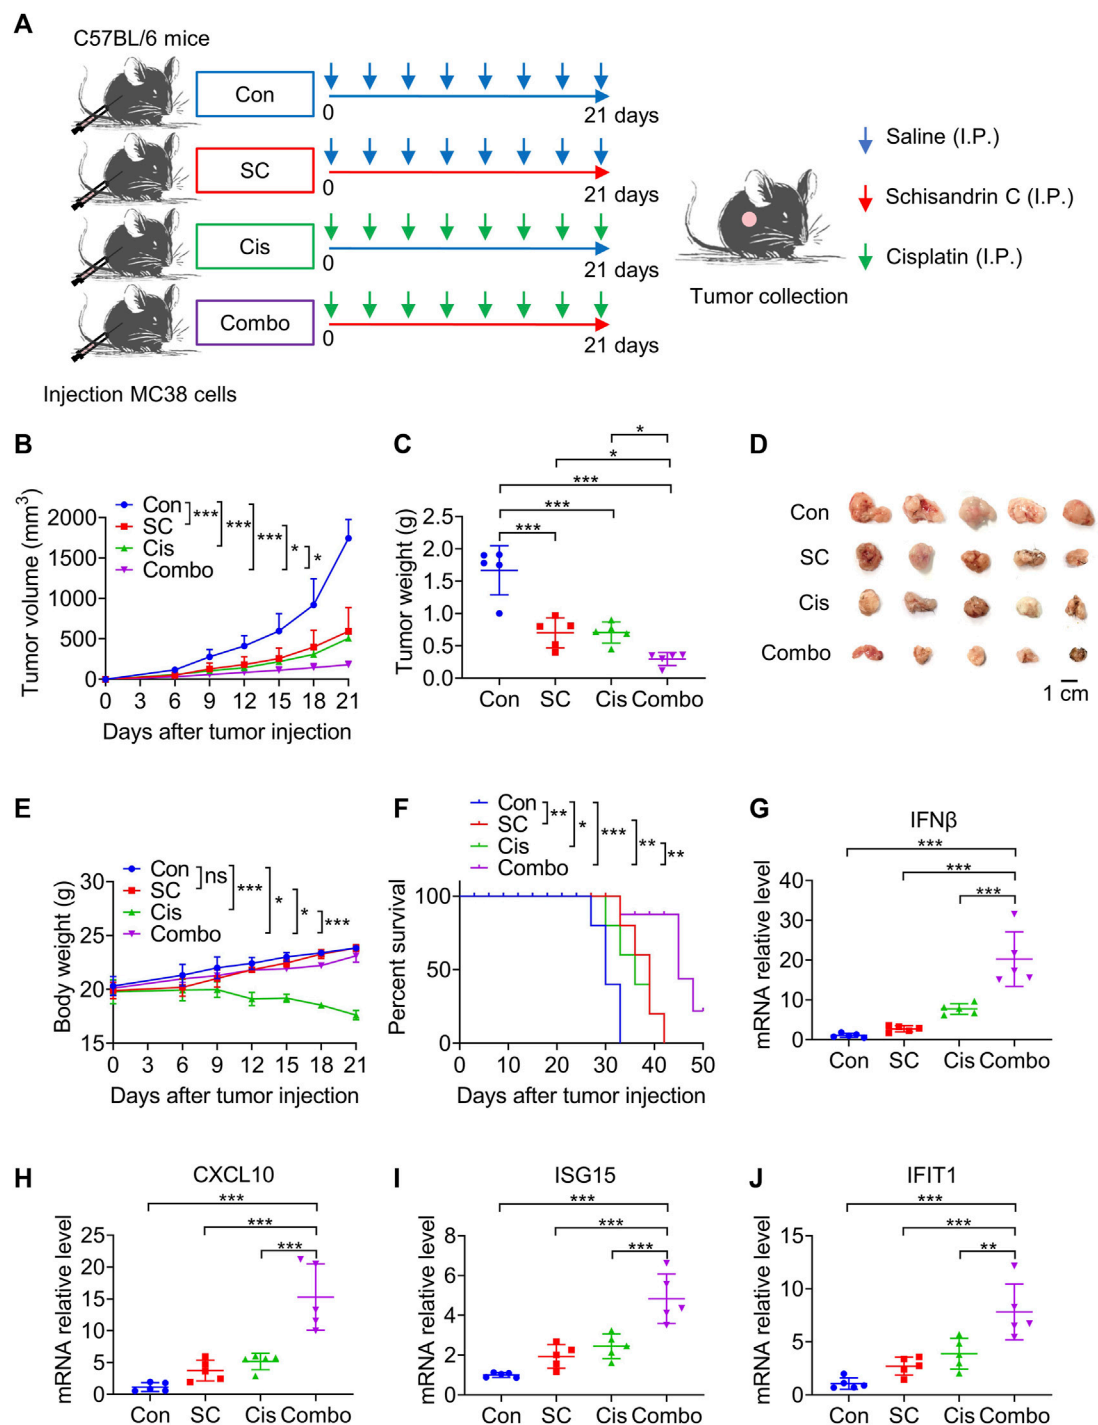 A
C57BL/6 mice
Con
0
21 days
SC
0
21 days
Cis
0
21 days
Combo
0
21 days
Injection MC38 cells
Tumor collection
Saline (I.P.)
Schisandrin C (I.P.)
Cisplatin (I.P.)
B
Tumor volume (mm³)
Con
SC
Cis
Combo
***
***
***
*
*
2000
1500
1000
500
0
0 3 6 9 12 15 18 21
Days after tumor injection
C
Tumor weight (g)
*
*
***
***
***
2.5
2.0
1.5
1.0
0.5
0.0
Con SC Cis Combo
D
Con
SC
Cis
Combo
1 cm
E
Body weight (g)
Con
SC
Cis
Combo
ns
***
*
*
***
30
25
20
15
0 3 6 9 12 15 18 21
Days after tumor injection
F
Percent survival
Con
SC
Cis
Combo
**
*
***
**
**
100
50
0
0 10 20 30 40 50
Days after tumor injection
G
IFNβ
mRNA relative level
***
***
***
40
30
20
10
0
Con SC Cis Combo
H
CXCL10
mRNA relative level
***
***
***
25
20
15
10
5
0
Con SC Cis Combo
I
ISG15
mRNA relative level
***
***
***
8
6
4
2
0
Con SC Cis Combo
J
IFIT1
mRNA relative level
***
***
**
15
10
5
0
Con SC Cis Combo